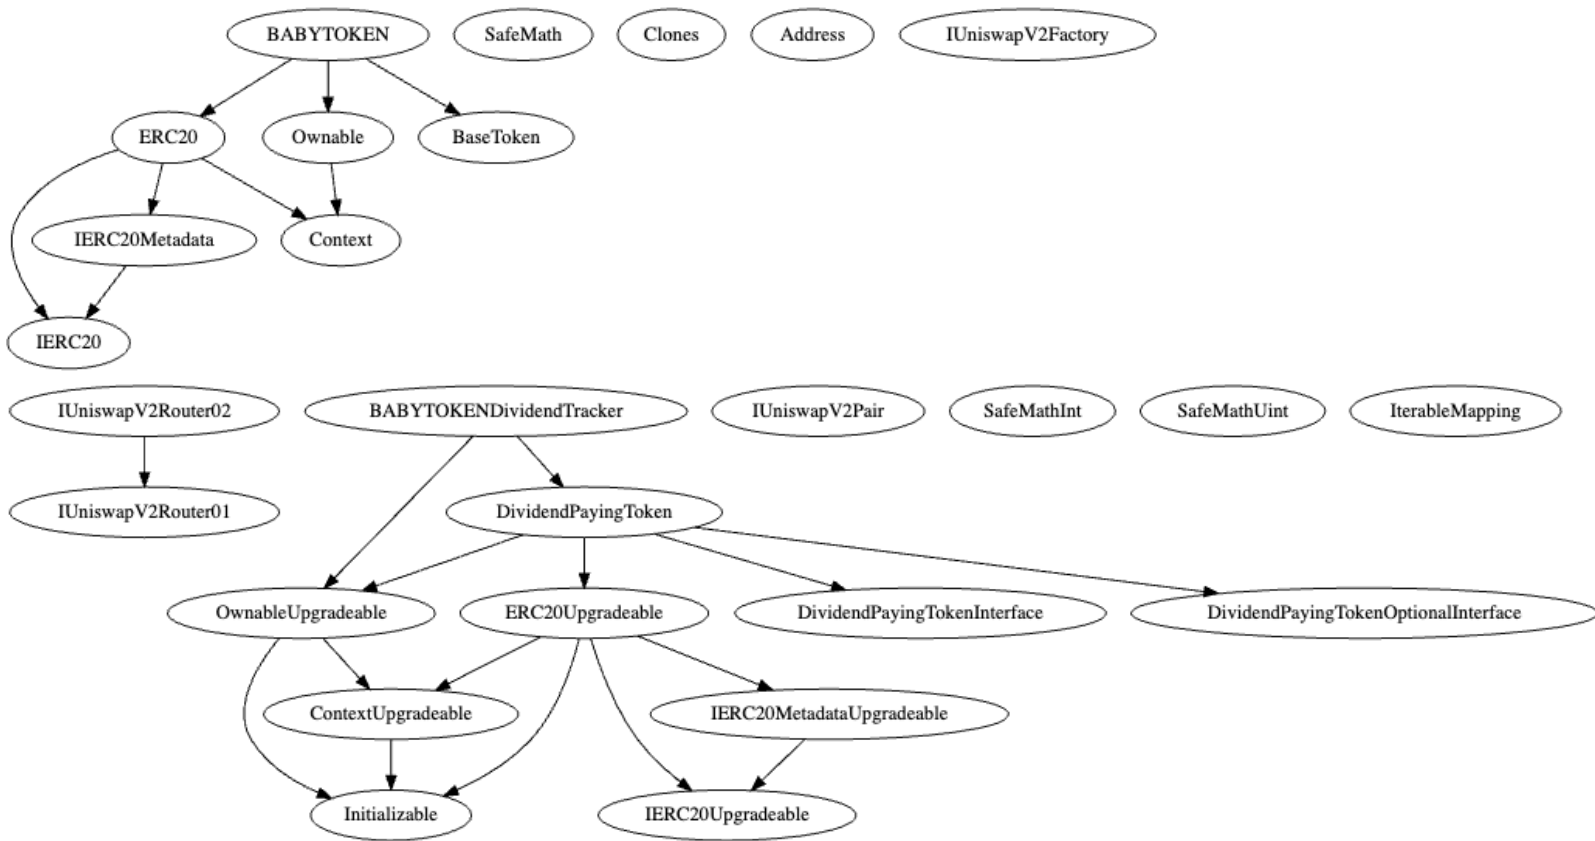 BABYTOKEN SafeMath Clones Address IUniswapV2Factory
ERC20 Ownable BaseToken
IERC20Metadata Context
IERC20
IUniswapV2Router02 BABYTOKENDividendTracker IUniswapV2Pair SafeMathInt SafeMathUint IterableMapping
IUniswapV2Router01 DividendPayingToken
OwnableUpgradeable ERC20Upgradeable DividendPayingTokenInterface DividendPayingTokenOptionalInterface
ContextUpgradeable IERC20MetadataUpgradeable
Initializable IERC20Upgradeable